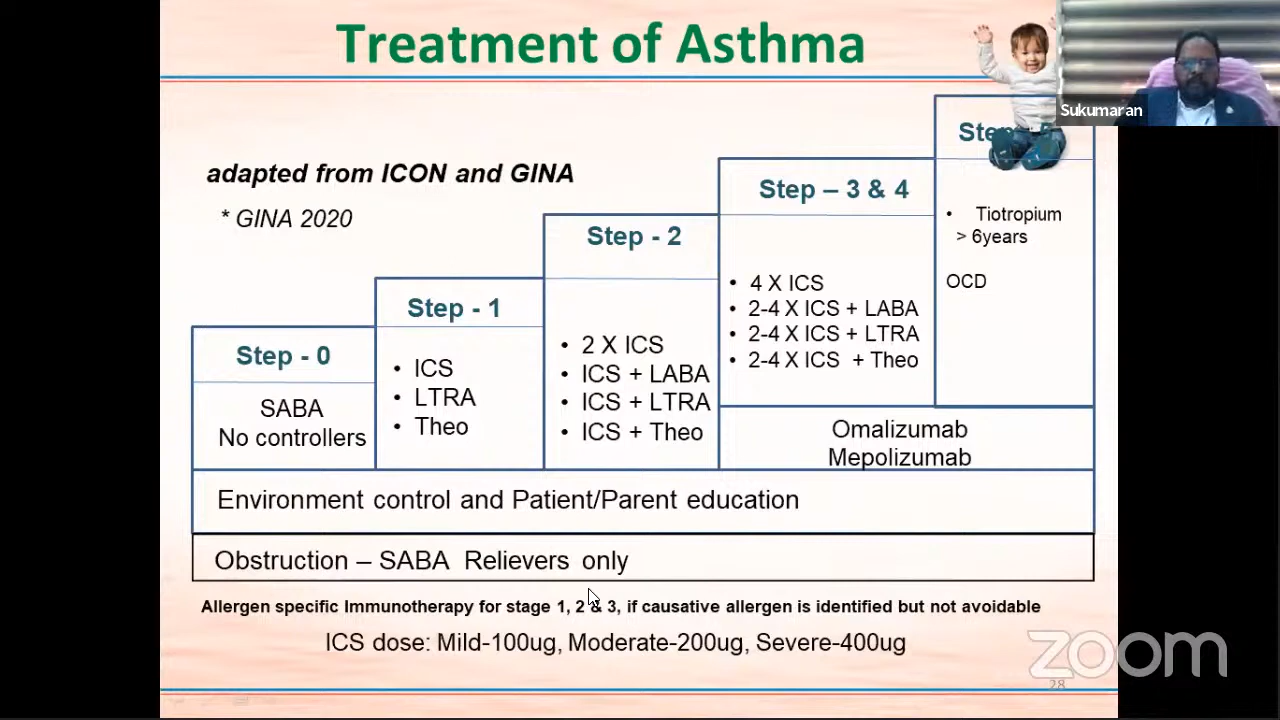 Treatment of Asthma
Sukumaran
adapted from ICON and GINA
* GINA 2020
Step - 0
SABA
No controllers
Step - 1
• ICS
• LTRA
• Theo
Step - 2
• 2 X ICS
• ICS + LABA
• ICS + LTRA
• ICS + Theo
Step – 3 & 4
• 4 X ICS
• 2-4 X ICS + LABA
• 2-4 X ICS + LTRA
• 2-4 X ICS + Theo
• Tiotropium
> 6years
OCD
Omalizumab
Mepolizumab
Environment control and Patient/Parent education
Obstruction – SABA Relievers only
Allergen specific Immunotherapy for stage 1, 2 & 3, if causative allergen is identified but not avoidable
ICS dose: Mild-100ug, Moderate-200ug, Severe-400ug
zoom
28